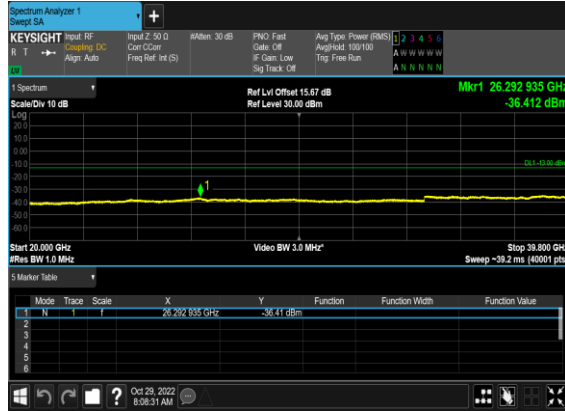 Spectrum Analyzer 1
Swept SA
+
KEYSIGHT Input: RF Input Z: 50 Ω #Atten: 30 dB PNO: Fast Avg Type: Power (RMS) 1 2 3 4 5 6
R T Coupling: DC Corr CCorr Gate: Off Avg|Hold: 100/100 A W W W W W
Align: Auto Freq Ref: Int (S) IF Gain: Low Trig: Free Run
LV Sig Track: Off A N N N N N
1 Spectrum Ref Lvl Offset 15.67 dB Mkr1 26.292 935 GHz
Scale/Div 10 dB Ref Level 30.00 dBm -36.412 dBm
Log
20.0
10.0
0.00
-10.0 DL1 -13.00 dBm
-20.0
-30.0 1
-40.0
-50.0
-60.0
Start 20.000 GHz Video BW 3.0 MHz* Stop 39.800 GHz
#Res BW 1.0 MHz Sweep ~39.2 ms (40001 pts)
5 Marker Table
Mode Trace Scale X Y Function Function Width Function Value
1 N 1 f 26.292 935 GHz -36.41 dBm
2
3
4
5
6
? Oct 29, 2022
8:08:31 AM